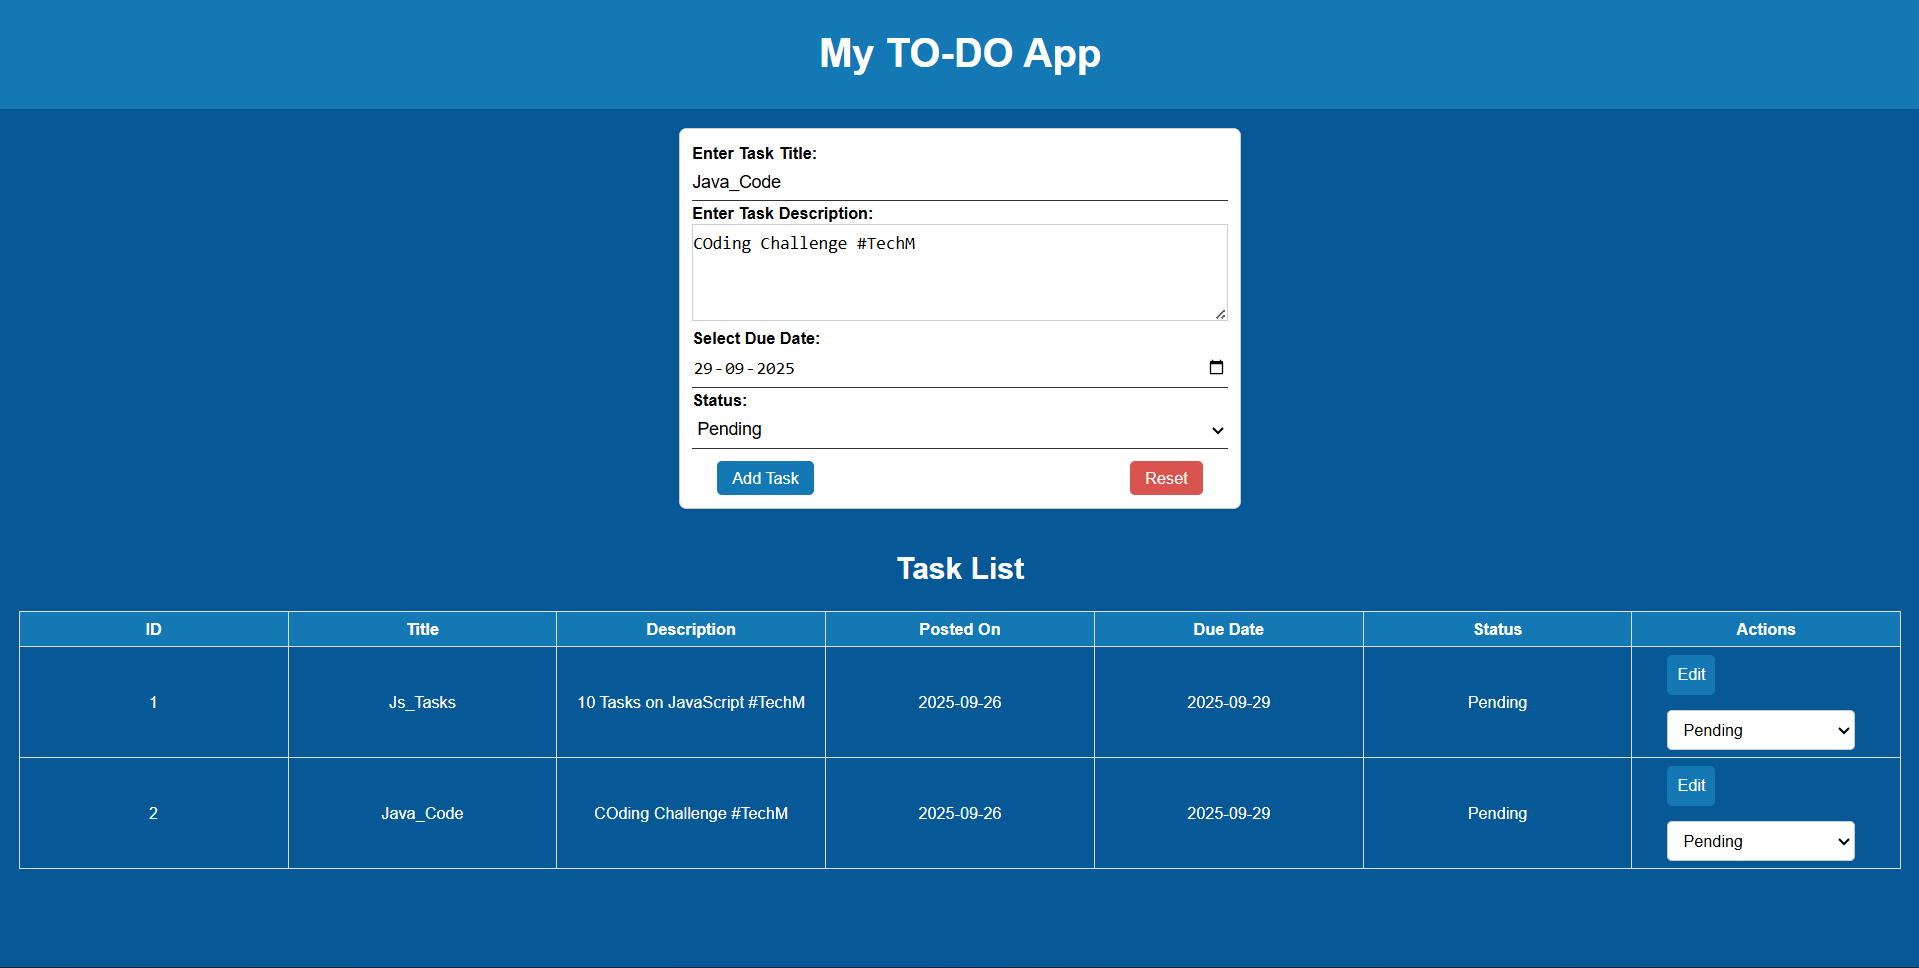 My TO-DO App
Enter Task Title:
Java_Code
Enter Task Description:
COding Challenge #TechM
Select Due Date:
29-09-2025
Status:
Pending
Add Task Reset
Task List
ID Title Description Posted On Due Date Status Actions
1 Js_Tasks 10 Tasks on JavaScript #TechM 2025-09-26 2025-09-29 Pending Edit
Pending
2 Java_Code COding Challenge #TechM 2025-09-26 2025-09-29 Pending Edit
Pending